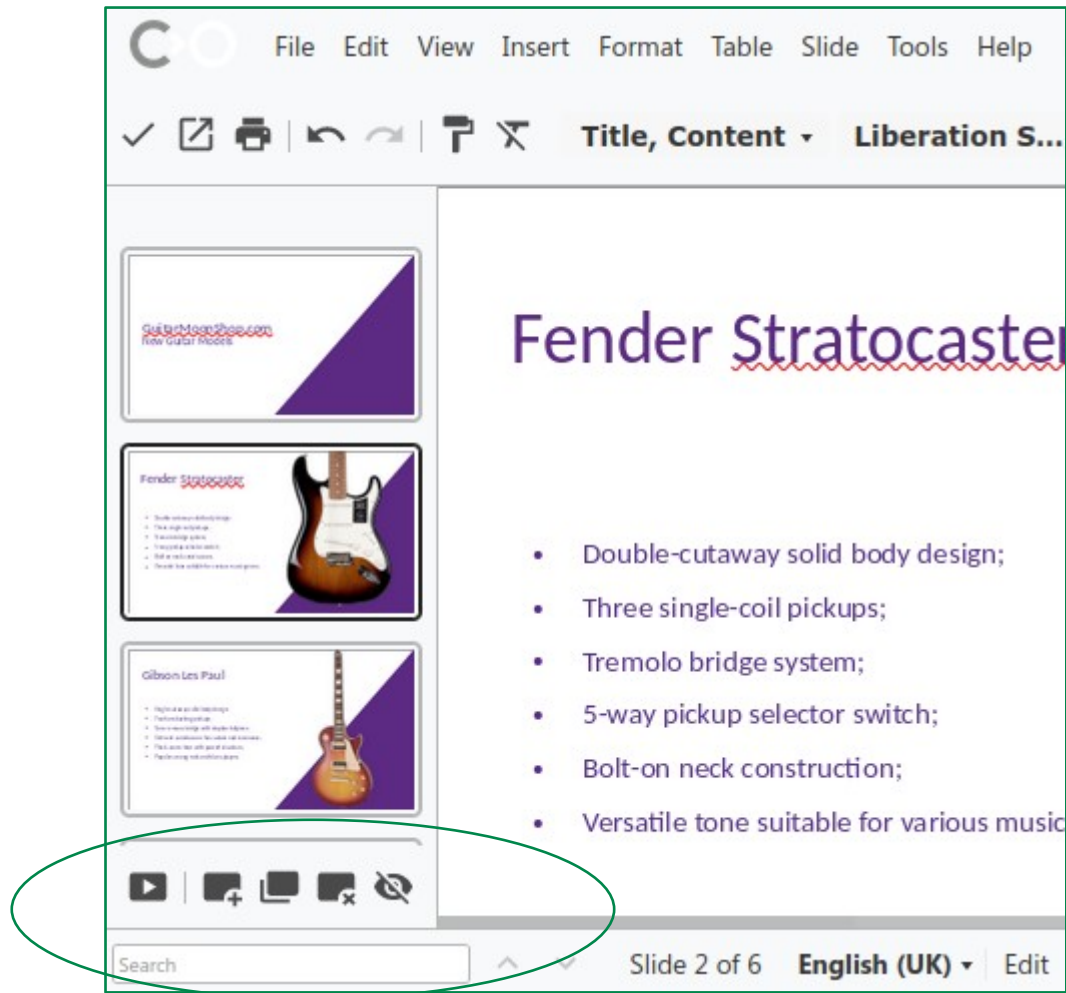 File Edit View Insert Format Table Slide Tools Help
Title, Content Liberation S...
GuitarMoonShop.com
New Guitar Models
Fender Stratocaster
Gibson Les Paul
Fender Stratocaster
• Double-cutaway solid body design;
• Three single-coil pickups;
• Tremolo bridge system;
• 5-way pickup selector switch;
• Bolt-on neck construction;
• Versatile tone suitable for various music
Search
Slide 2 of 6 English (UK) Edit